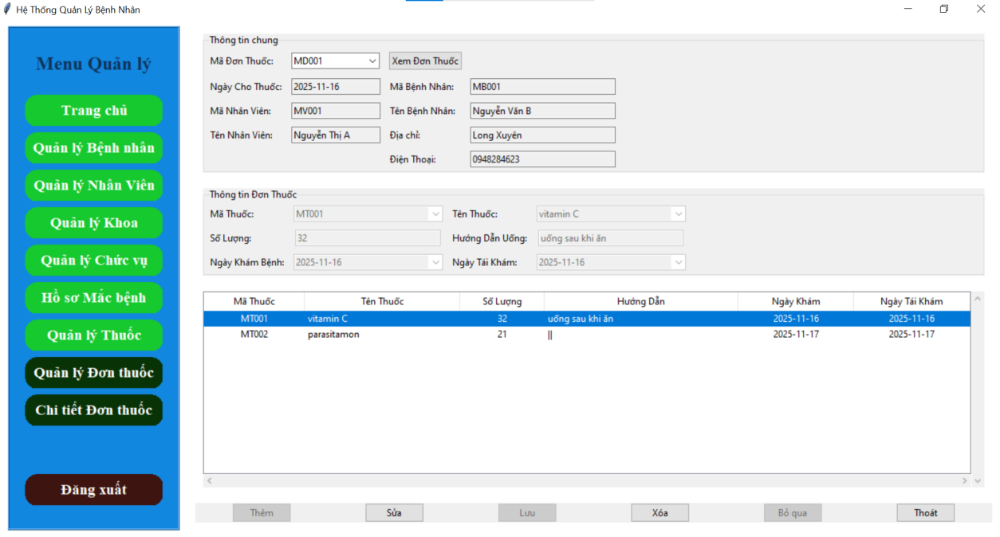 Hệ Thống Quản Lý Bệnh Nhân
Menu Quản lý
Trang chủ
Quản lý Bệnh nhân
Quản lý Nhân Viên
Quản lý Khoa
Quản lý Chức vụ
Hồ sơ Mắc bệnh
Quản lý Thuốc
Quản lý Đơn thuốc
Chi tiết Đơn thuốc
Đăng xuất
Thông tin chung
Mã Đơn Thuốc: MD001 Xem Đơn Thuốc
Ngày Cho Thuốc: 2025-11-16 Mã Bệnh Nhân: MB001
Mã Nhân Viên: MV001 Tên Bệnh Nhân: Nguyễn Văn B
Tên Nhân Viên: Nguyễn Thị A Địa chỉ: Long Xuyên
Điện Thoại: 0948284623
Thông tin Đơn Thuốc
Mã Thuốc: MT001 Tên Thuốc: vitamin C
Số Lượng: 32 Hướng Dẫn Uống: uống sau khi ăn
Ngày Khám Bệnh: 2025-11-16 Ngày Tái Khám: 2025-11-16
Mã Thuốc Tên Thuốc Số Lượng Hướng Dẫn Ngày Khám Ngày Tái Khám
MT001 vitamin C 32 uống sau khi ăn 2025-11-16 2025-11-16
MT002 parasitamon 21 || 2025-11-17 2025-11-17
Thêm Sửa Lưu Xóa Bỏ qua Thoát